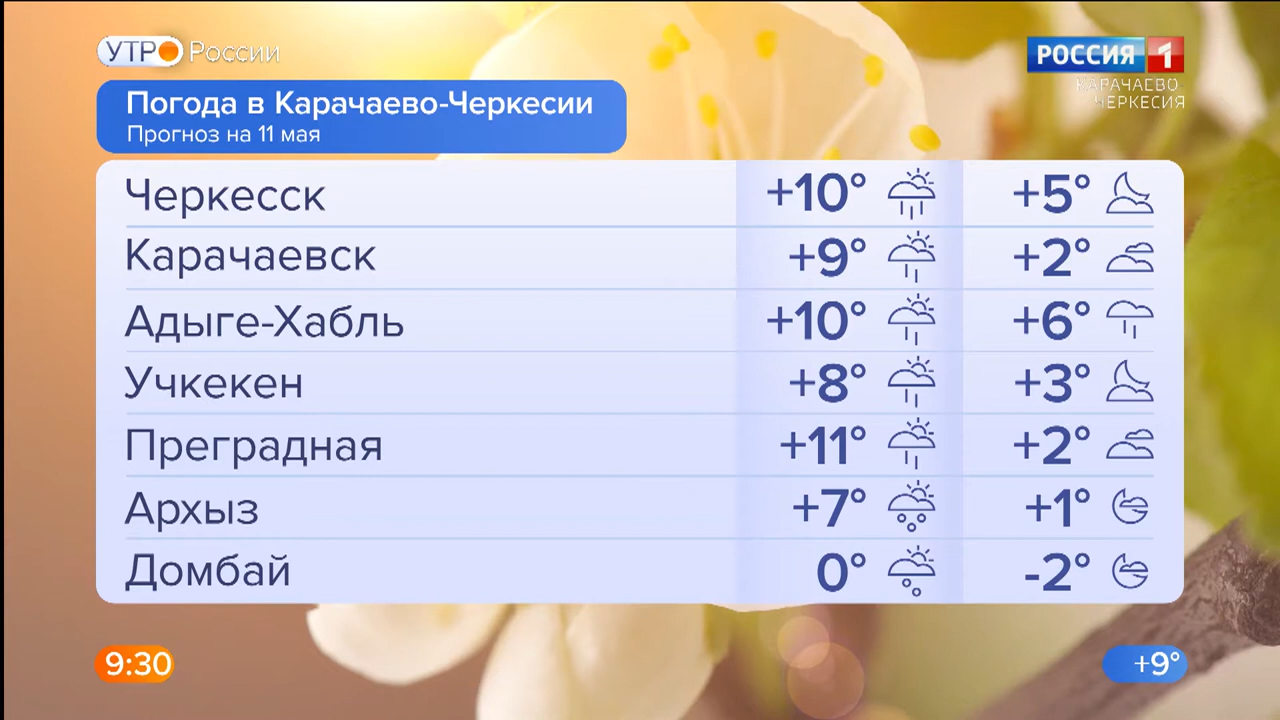 УТРО России
РОССИЯ 1
КАРАЧАЕВО
ЧЕРКЕСИЯ
Погода в Карачаево-Черкесии
Прогноз на 11 мая
Черкесск +10° +5°
Карачаевск +9° +2°
Адыге-Хабль +10° +6°
Учкекен +8° +3°
Преградная +11° +2°
Архыз +7° +1°
Домбай 0° -2°
9:30 +9°